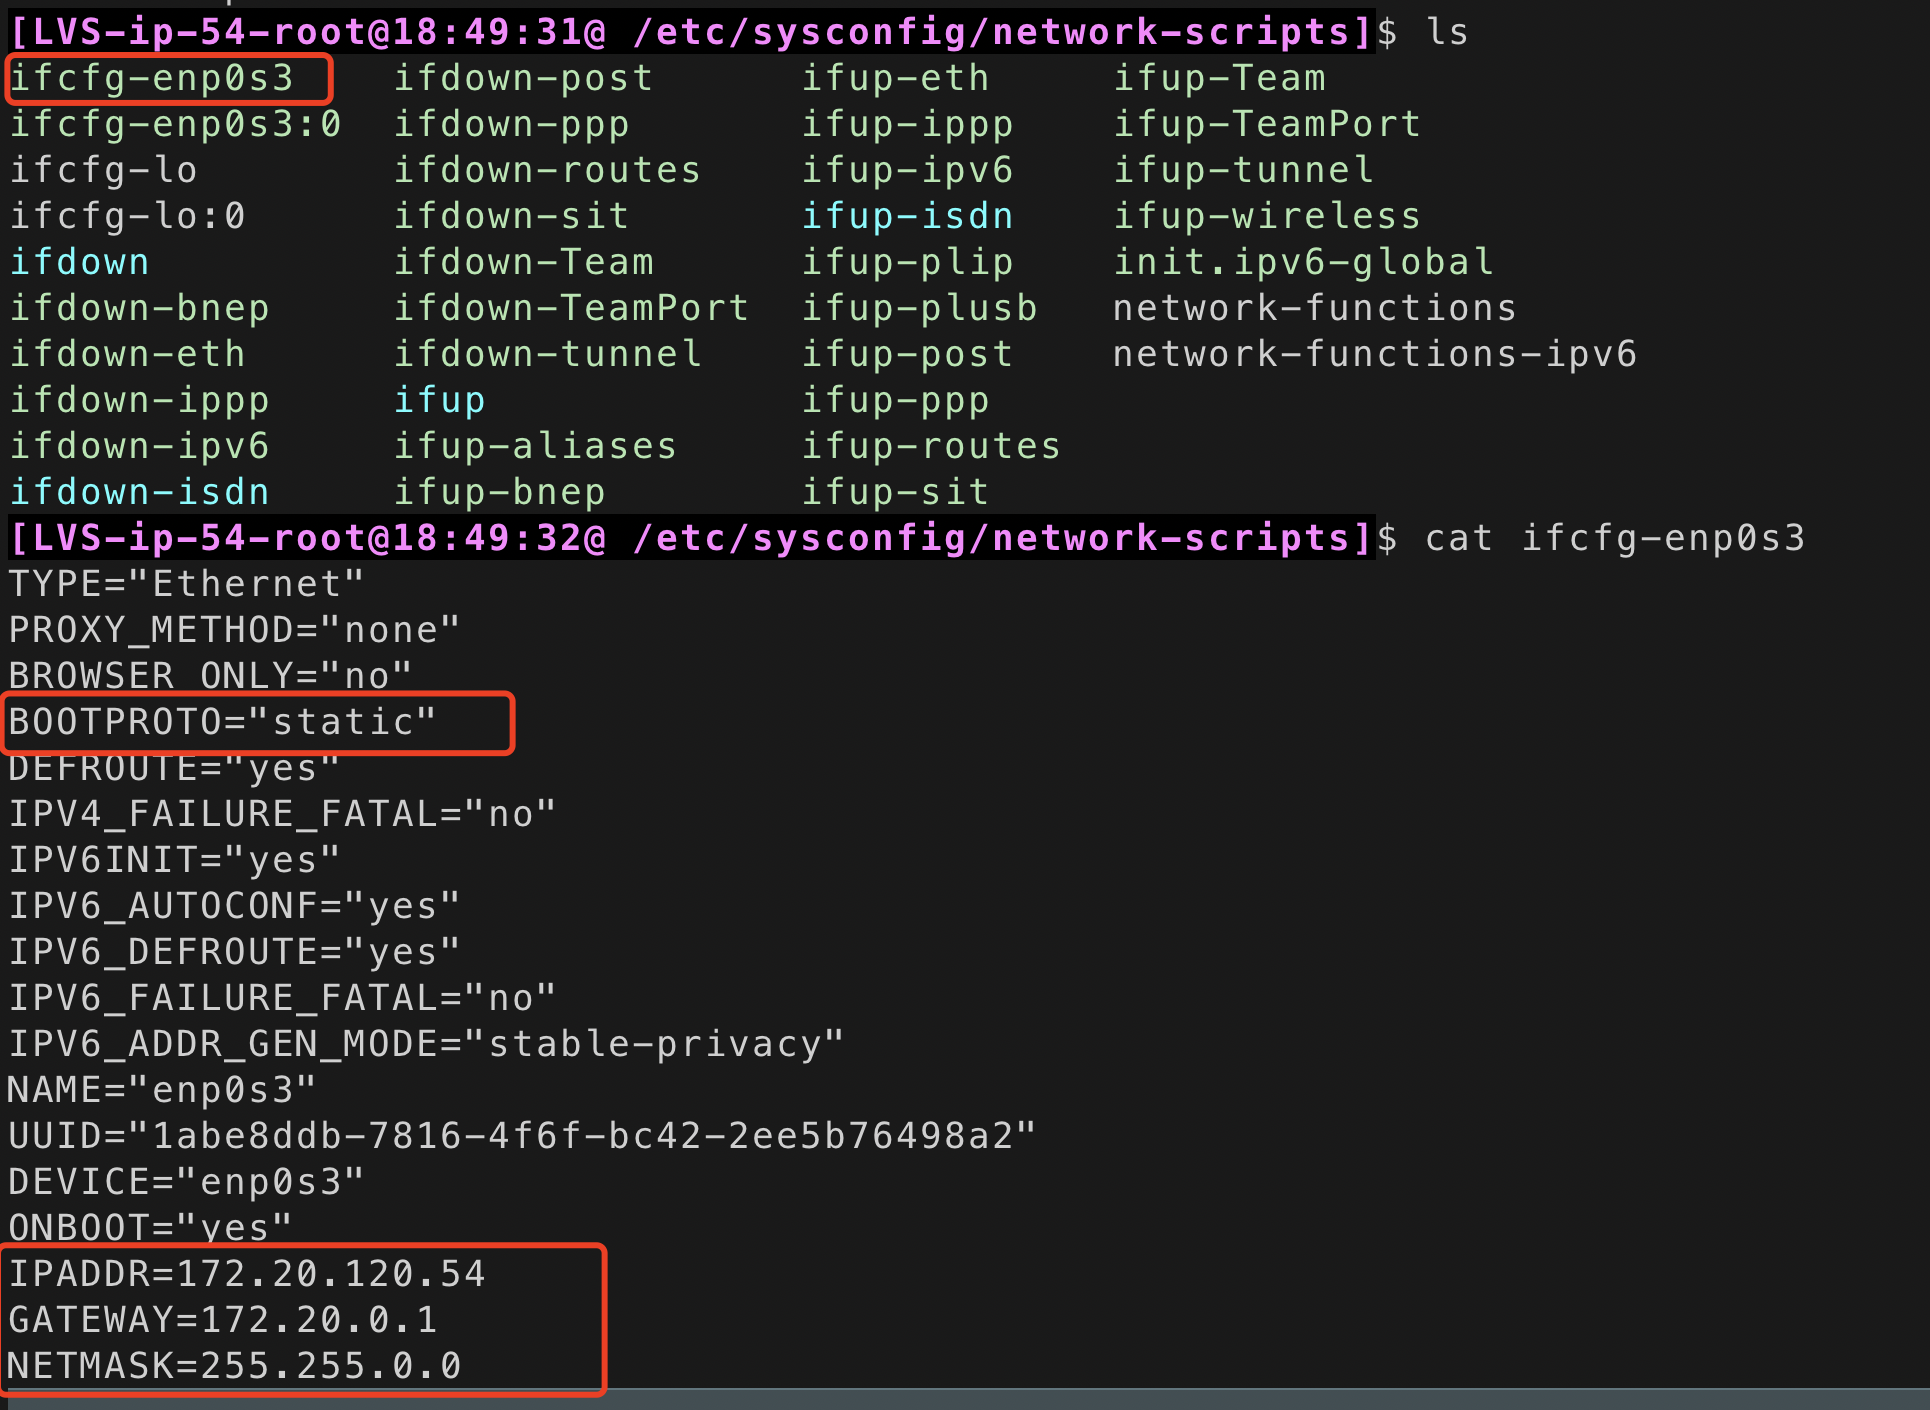 [LVS-ip-54-root@18:49:31@ /etc/sysconfig/network-scripts]$ ls
ifcfg-enp0s3 ifdown-post ifup-eth ifup-Team
ifcfg-enp0s3:0 ifdown-ppp ifup-ippp ifup-TeamPort
ifcfg-lo ifdown-routes ifup-ipv6 ifup-tunnel
ifcfg-lo:0 ifdown-sit ifup-isdn ifup-wireless
ifdown ifdown-Team ifup-plip init.ipv6-global
ifdown-bnep ifdown-TeamPort ifup-plusb network-functions
ifdown-eth ifdown-tunnel ifup-post network-functions-ipv6
ifdown-ippp ifup ifup-ppp
ifdown-ipv6 ifup-aliases ifup-routes
ifdown-isdn ifup-bnep ifup-sit
[LVS-ip-54-root@18:49:32@ /etc/sysconfig/network-scripts]$ cat ifcfg-enp0s3
TYPE="Ethernet"
PROXY_METHOD="none"
BROWSER_ONLY="no"
BOOTPROTO="static"
DEFROUTE="yes"
IPV4_FAILURE_FATAL="no"
IPV6INIT="yes"
IPV6_AUTOCONF="yes"
IPV6_DEFROUTE="yes"
IPV6_FAILURE_FATAL="no"
IPV6_ADDR_GEN_MODE="stable-privacy"
NAME="enp0s3"
UUID="1abe8ddb-7816-4f6f-bc42-2ee5b76498a2"
DEVICE="enp0s3"
ONBOOT="yes"
IPADDR=172.20.120.54
GATEWAY=172.20.0.1
NETMASK=255.255.0.0